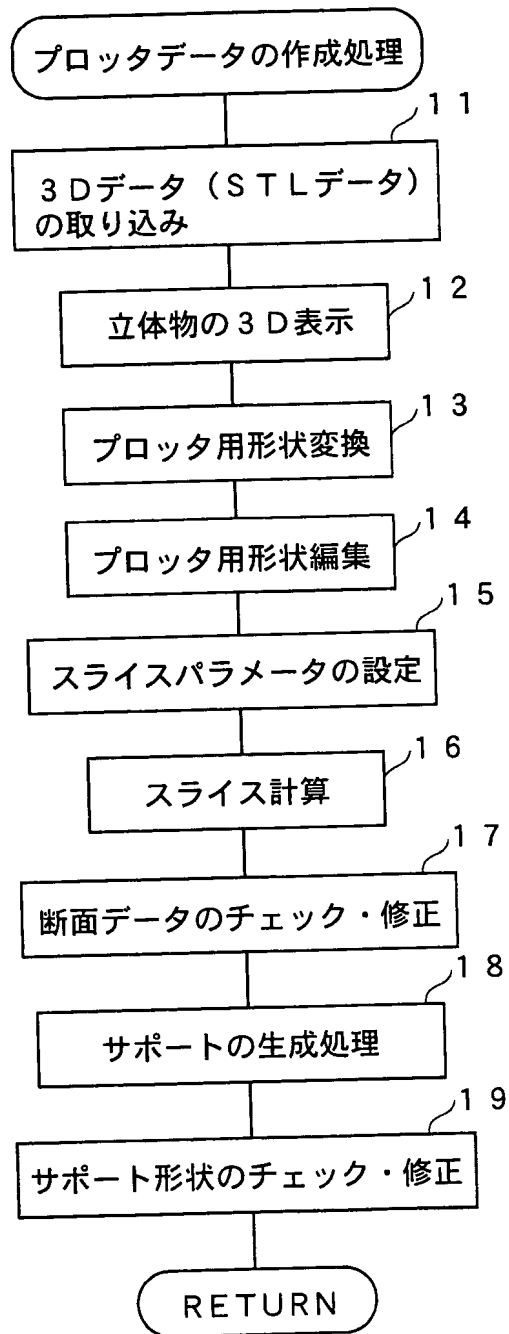 プロッタデータの作成処理
11
3Dデータ(STLデータ)
の取り込み
12
立体物の3D表示
13
プロッタ用形状変換
14
プロッタ用形状編集
15
スライスパラメータの設定
16
スライス計算
17
断面データのチェック・修正
18
サポートの生成処理
19
サポート形状のチェック・修正
RETURN